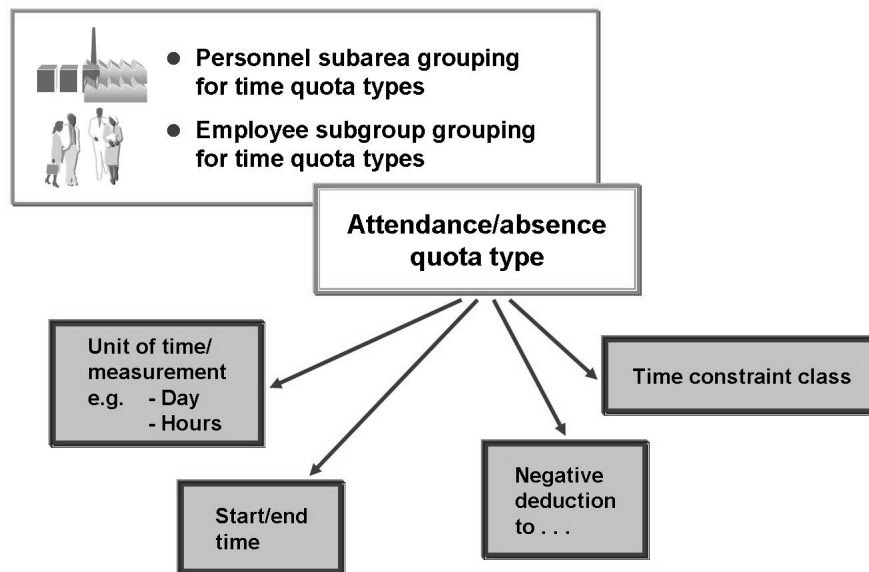 ● Personnel subarea grouping
for time quota types
● Employee subgroup grouping
for time quota types
Attendance/absence
quota type
Unit of time/
measurement
e.g. - Day
- Hours
Time constraint class
Start/end
time
Negative
deduction
to . . .